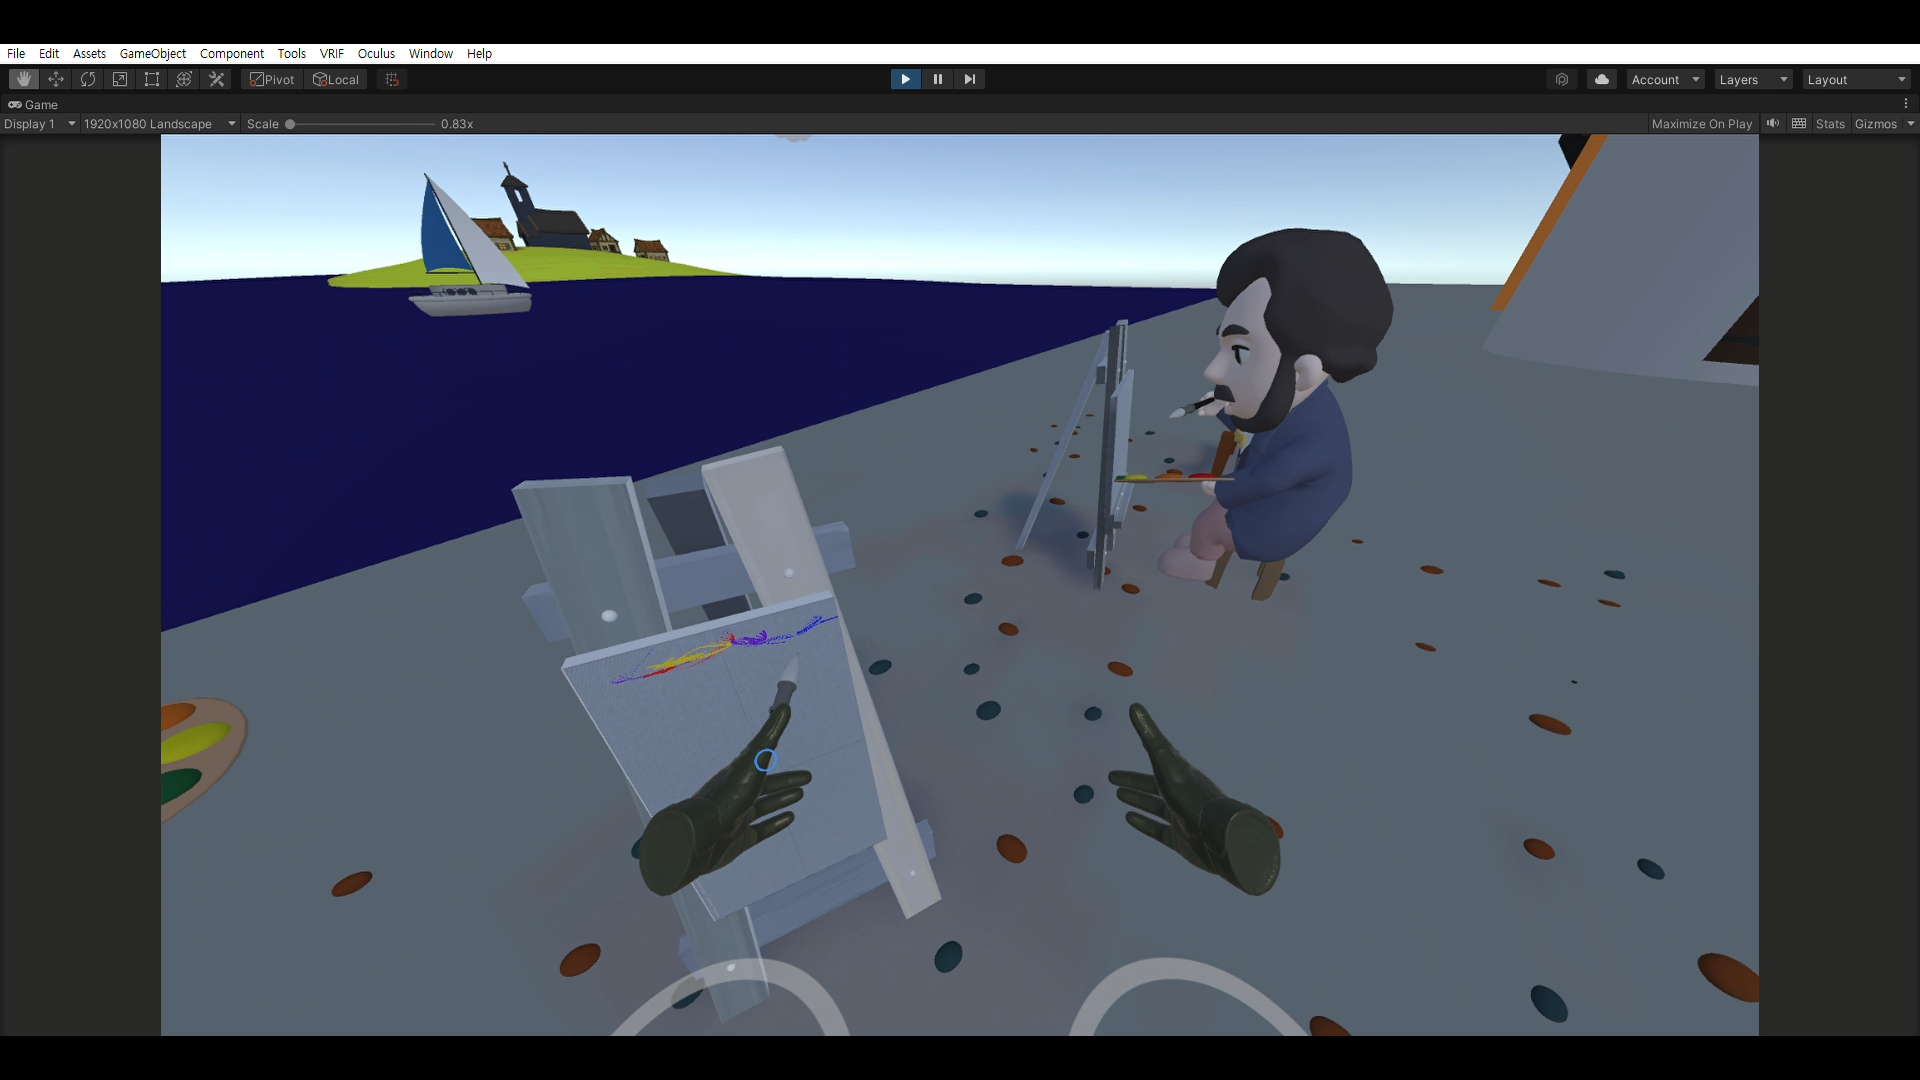 File Edit Assets GameObject Component Tools VRIF Oculus Window Help
Pivot Local Account Layers Layout
Game
Display 1 1920x1080 Landscape Scale 0.83x Maximize On Play Stats Gizmos